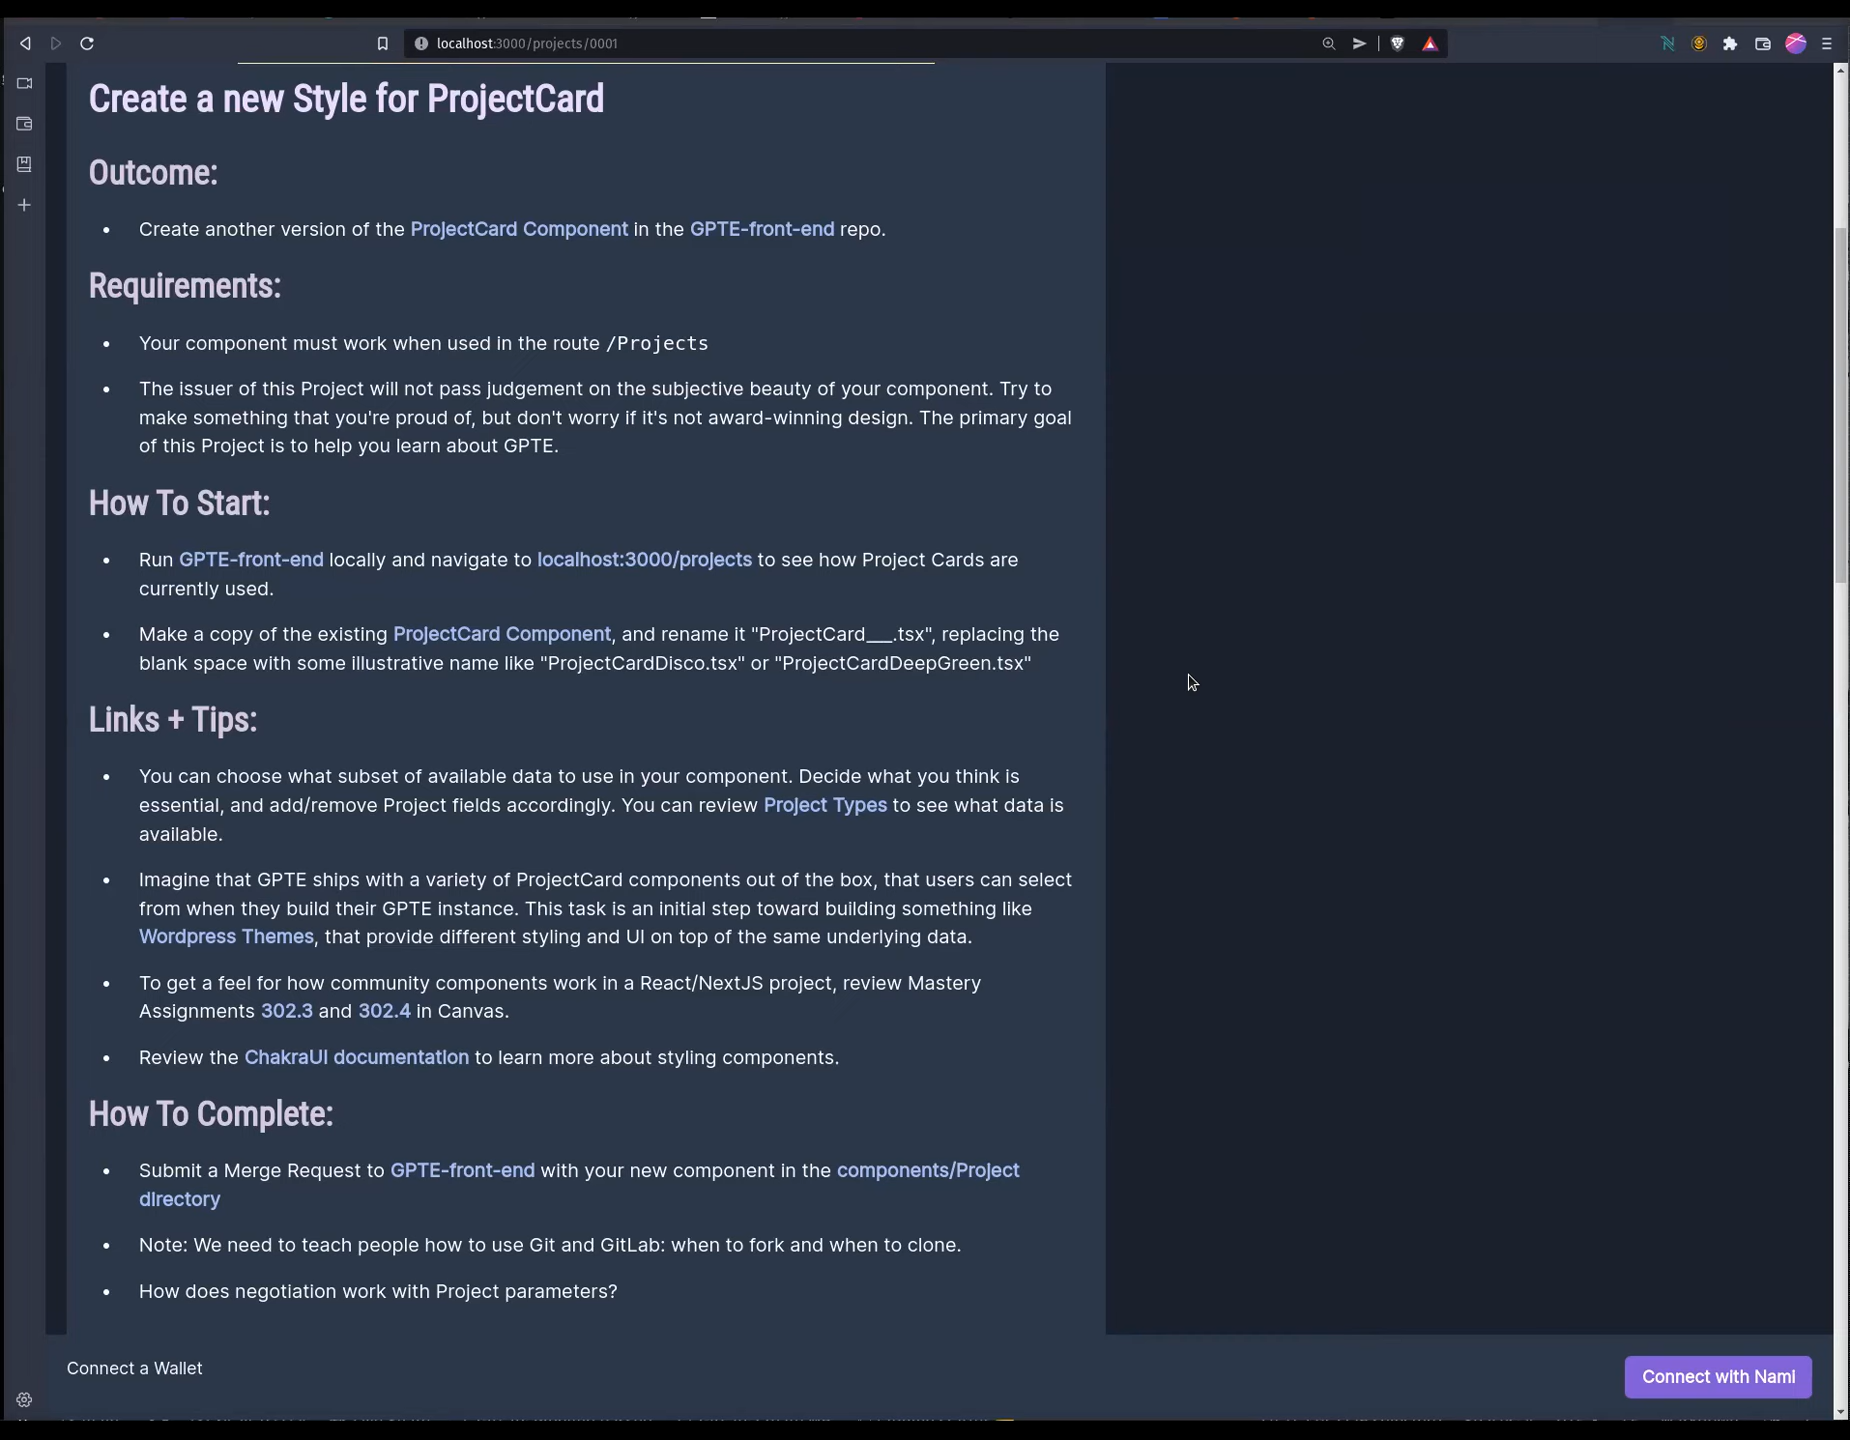 localhost:3000/projects/0001
Create a new Style for ProjectCard
Outcome:
Create another version of the ProjectCard Component in the GPTE-front-end repo.
Requirements:
Your component must work when used in the route /Projects
The issuer of this Project will not pass judgement on the subjective beauty of your component. Try to
make something that you're proud of, but don't worry if it's not award-winning design. The primary goal
of this Project is to help you learn about GPTE.
How To Start:
Run GPTE-front-end locally and navigate to localhost:3000/projects to see how Project Cards are
currently used.
Make a copy of the existing ProjectCard Component, and rename it "ProjectCard___.tsx", replacing the
blank space with some illustrative name like "ProjectCardDisco.tsx" or "ProjectCardDeepGreen.tsx"
Links + Tips:
You can choose what subset of available data to use in your component. Decide what you think is
essential, and add/remove Project fields accordingly. You can review Project Types to see what data is
available.
Imagine that GPTE ships with a variety of ProjectCard components out of the box, that users can select
from when they build their GPTE instance. This task is an initial step toward building something like
Wordpress Themes, that provide different styling and UI on top of the same underlying data.
To get a feel for how community components work in a React/NextJS project, review Mastery
Assignments 302.3 and 302.4 in Canvas.
Review the ChakraUI documentation to learn more about styling components.
How To Complete:
Submit a Merge Request to GPTE-front-end with your new component in the components/Project
directory
Note: We need to teach people how to use Git and GitLab: when to fork and when to clone.
How does negotiation work with Project parameters?
Connect a Wallet
Connect with Nami